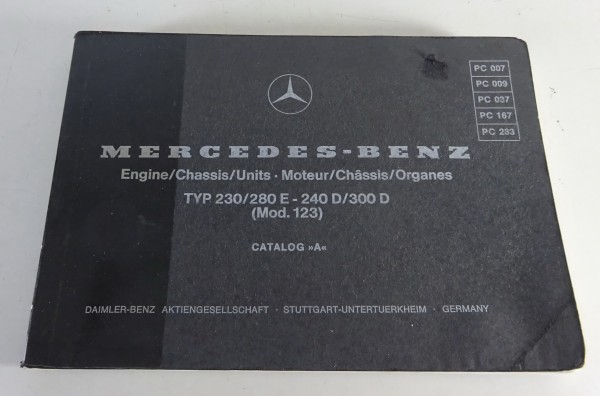 PC 007
PC 009
PC 037
PC 167
PC 283
MERCEDES-BENZ
Engine/Chassis/Units · Moteur/Châssis/Organes
TYP 230/280 E - 240 D/300 D
(Mod. 123)
CATALOG »A«
DAIMLER-BENZ AKTIENGESELLSCHAFT · STUTTGART-UNTERTUERKHEIM · GERMANY